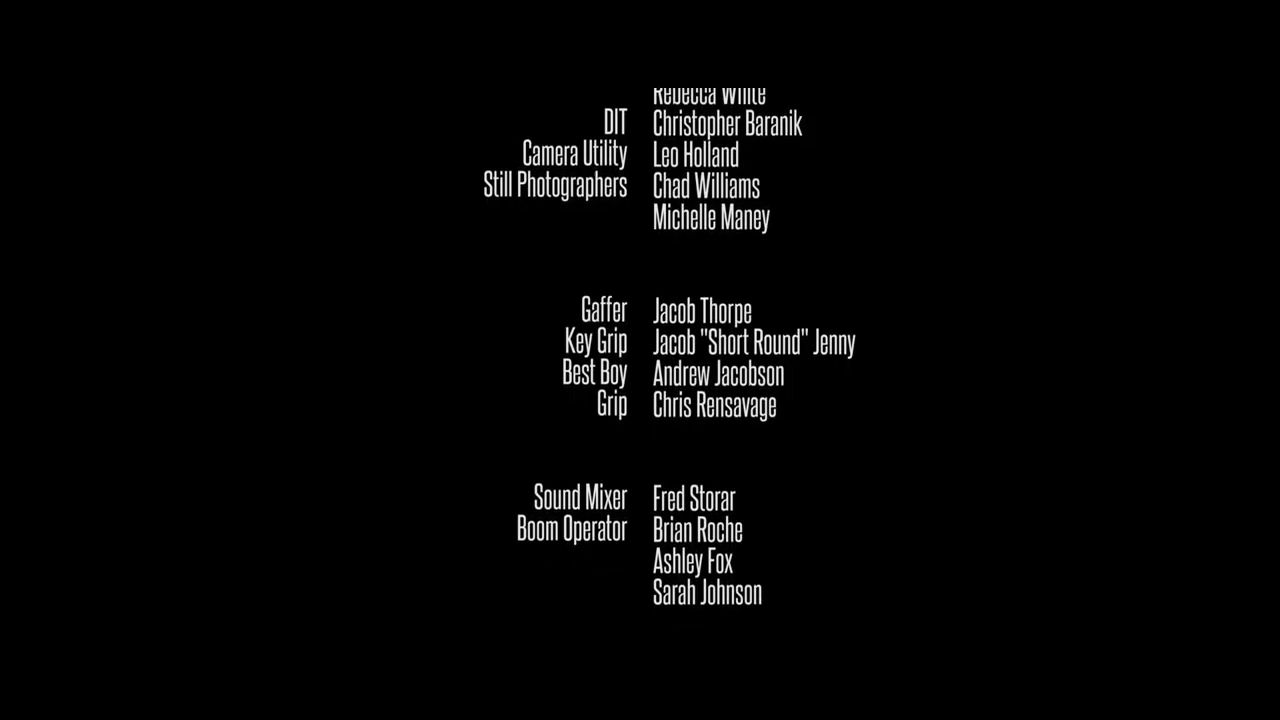 Rebecca White
DIT Christopher Baranik
Camera Utility Leo Holland
Still Photographers Chad Williams
Michelle Maney
Gaffer Jacob Thorpe
Key Grip Jacob "Short Round" Jenny
Best Boy Andrew Jacobson
Grip Chris Rensavage
Sound Mixer Fred Storar
Boom Operator Brian Roche
Ashley Fox
Sarah Johnson